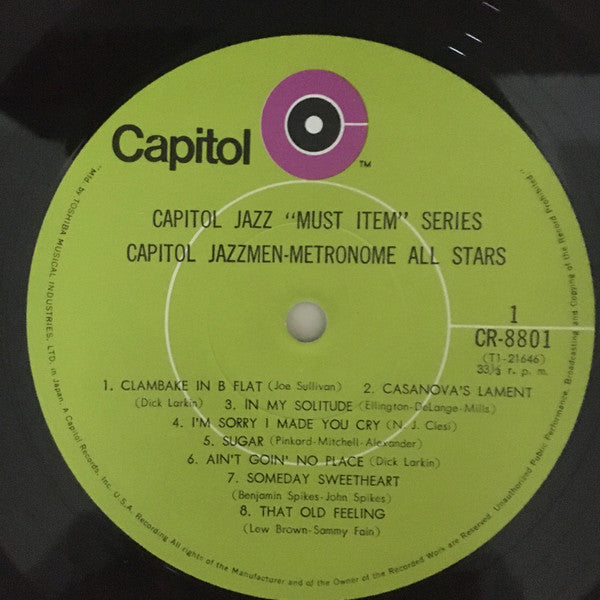 Capitol
TM
CAPITOL JAZZ "MUST ITEM" SERIES
CAPITOL JAZZMEN-METRONOME ALL STARS
1
CR-8801
(T1-21646)
33⅓ r. p. m.
1. CLAMBAKE IN B FLAT (Joe Sullivan) 2. CASANOVA'S LAMENT
(Dick Larkin) 3. IN MY SOLITUDE (Ellington-DeLange-Mills)
4. I'M SORRY I MADE YOU CRY (N. J. Clesi)
5. SUGAR (Pinkard-Mitchell-Alexander)
6. AIN'T GOIN' NO PLACE (Dick Larkin)
7. SOMEDAY SWEETHEART
(Benjamin Spikes-John Spikes)
8. THAT OLD FEELING
(Lew Brown-Sammy Fain)
"Mfd. by TOSHIBA MUSICAL INDUSTRIES, LTD. in Japan, A Capitol Records, Inc. U.S.A. Recording All rights of the Manufacturer and of the Owner of the Recorded Work are Reserved. Unauthorized Public Performance, Broadcasting and Copying of the Record Prohibited"